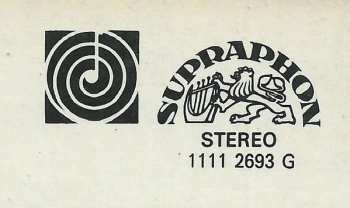 SUPRAPHON
STEREO
1111 2693 G